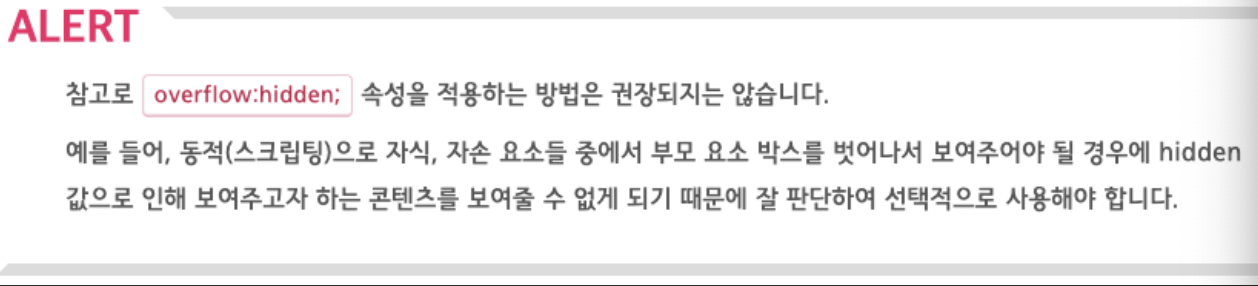 ALERT
참고로 overflow:hidden; 속성을 적용하는 방법은 권장되지는 않습니다.
예를 들어, 동적(스크립팅)으로 자식, 자손 요소들 중에서 부모 요소 박스를 벗어나서 보여주어야 될 경우에 hidden
값으로 인해 보여주고자 하는 콘텐츠를 보여줄 수 없게 되기 때문에 잘 판단하여 선택적으로 사용해야 합니다.